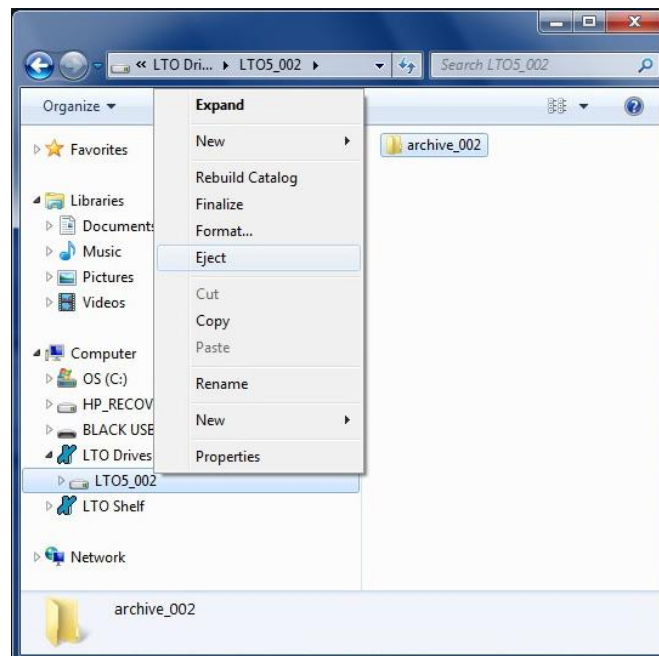 « LTO Dri... LTO5_002
Search LTO5_002
Organize
Favorites
Libraries
Documents
Music
Pictures
Videos
Computer
OS (C:)
HP_RECOV
BLACK USE
LTO Drives
LTO5_002
LTO Shelf
Network
Expand
New
Rebuild Catalog
Finalize
Format...
Eject
Cut
Copy
Paste
Rename
New
Properties
archive_002
archive_002